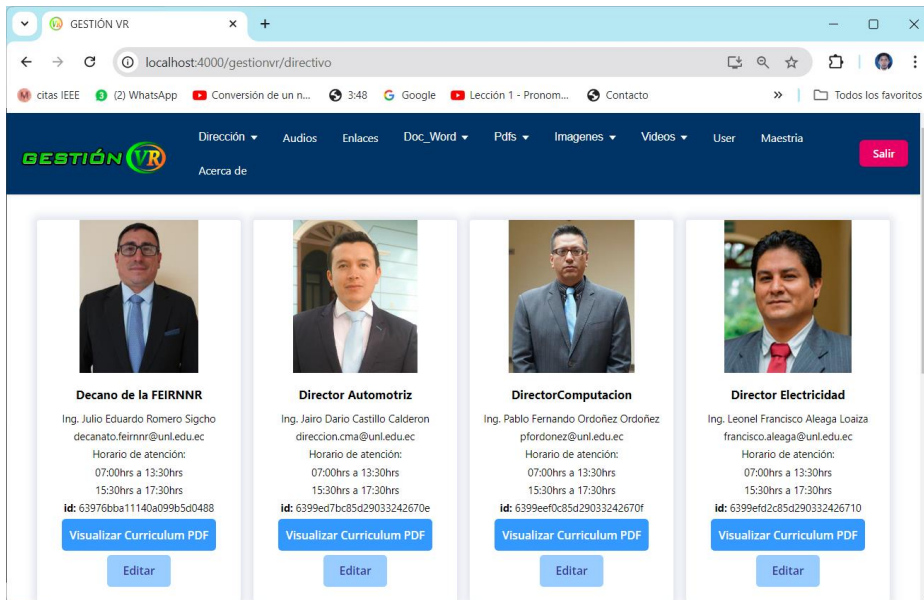 GESTIÓN VR
localhost:4000/gestionvr/directivo
citas IEEE
(2) WhatsApp
Conversión de un n...
3:48
Google
Lección 1 - Pronom...
Contacto
»
Todos los favoritos
GESTIÓN VR
Dirección
Audios
Enlaces
Doc_Word
Pdfs
Imagenes
Videos
User
Maestria
Acerca de
Salir
Decano de la FEIRNNR
Ing. Julio Eduardo Romero Sigcho
decanato.feirnnr@unl.edu.ec
Horario de atención:
07:00hrs a 13:30hrs
15:30hrs a 17:30hrs
id: 63976bba11140a099b5d0488
Visualizar Curriculum PDF
Editar
Director Automotriz
Ing. Jairo Dario Castillo Calderon
direccion.cma@unl.edu.ec
Horario de atención:
07:00hrs a 13:30hrs
15:30hrs a 17:30hrs
id: 6399ed7bc85d29033242670e
Visualizar Curriculum PDF
Editar
DirectorComputacion
Ing. Pablo Fernando Ordoñez Ordoñez
pfordonez@unl.edu.ec
Horario de atención:
07:00hrs a 13:30hrs
15:30hrs a 17:30hrs
id: 6399eef0c85d29033242670f
Visualizar Curriculum PDF
Editar
Director Electricidad
Ing. Leonel Francisco Aleaga Loaiza
francisco.aleaga@unl.edu.ec
Horario de atención:
07:00hrs a 13:30hrs
15:30hrs a 17:30hrs
id: 6399efd2c85d290332426710
Visualizar Curriculum PDF
Editar